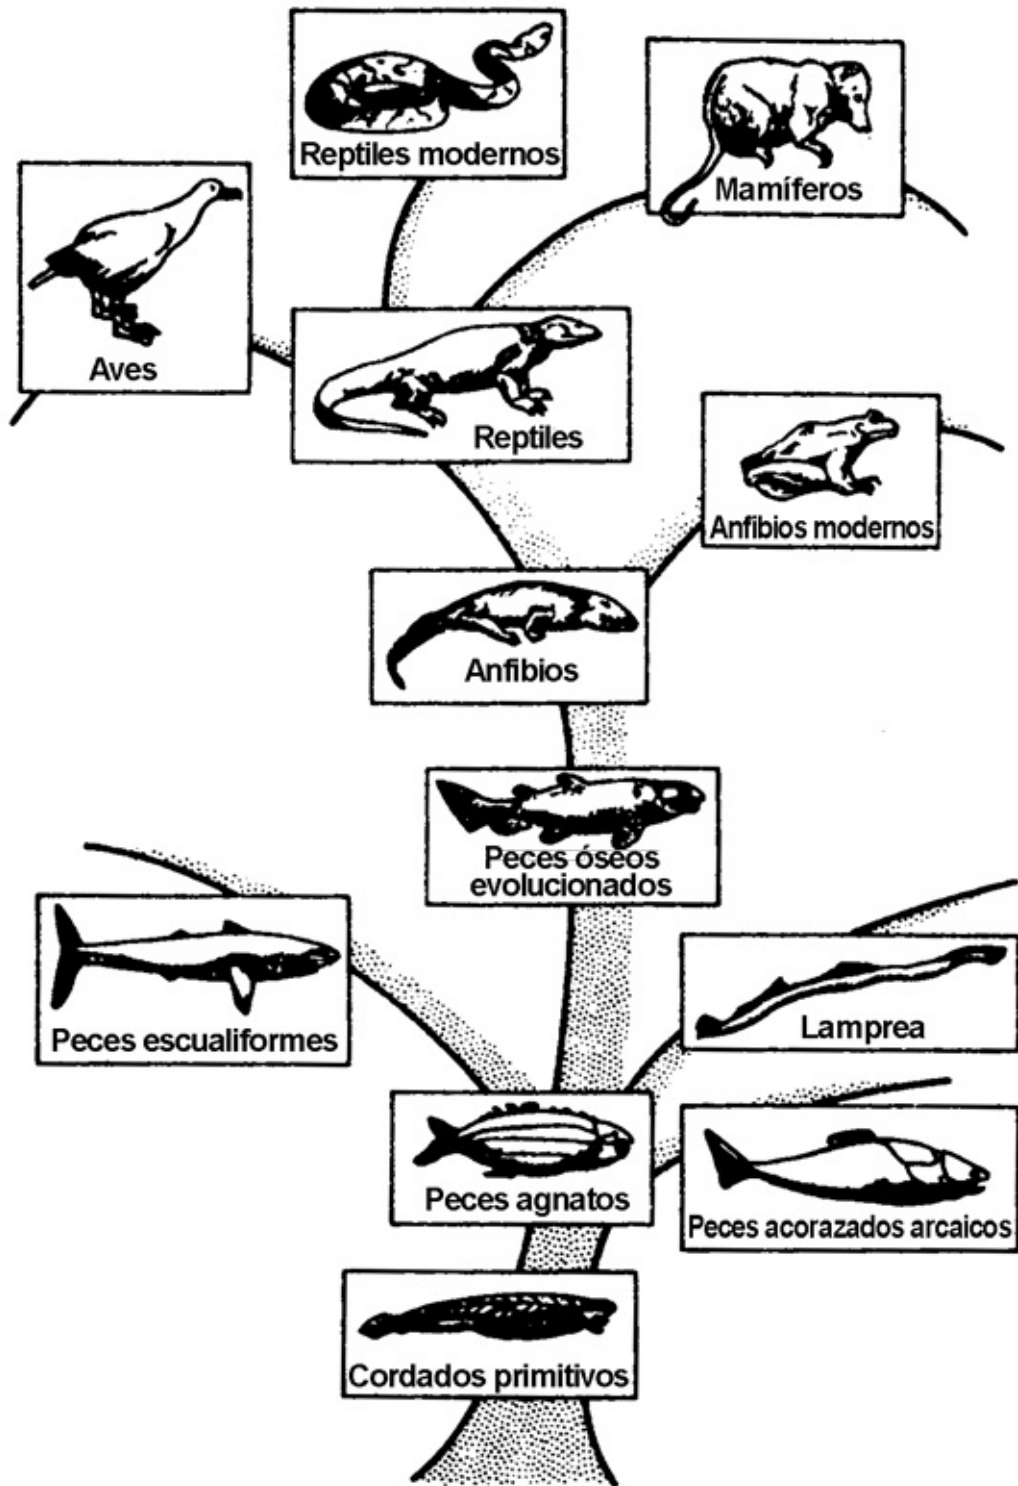 Reptiles modernos
Mamíferos
Aves
Reptiles
Anfibios modernos
Anfibios
Peces óseos
evolucionados
Peces escualiformes
Lamprea
Peces agnatos
Peces acorazados arcaicos
Cordados primitivos